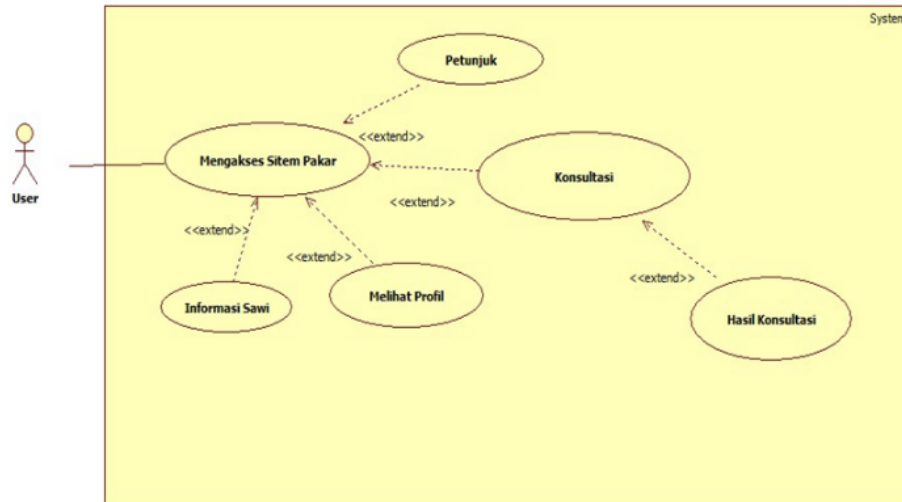 System
Petunjuk
<<extend>>
Mengakses Sitem Pakar
Konsultasi
User
<<extend>>
<<extend>>
<<extend>>
<<extend>>
Informasi Sawi
Melihat Profil
Hasil Konsultasi